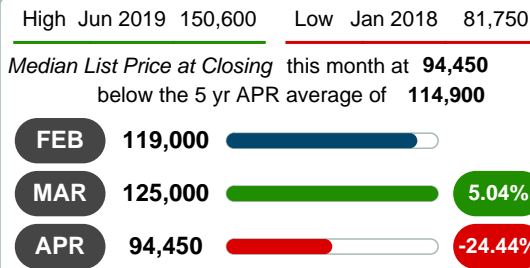 High Jun 2019 150,600 Low Jan 2018 81,750
Median List Price at Closing this month at 94,450
below the 5 yr APR average of 114,900
FEB 119,000
MAR 125,000 5.04%
APR 94,450 -24.44%